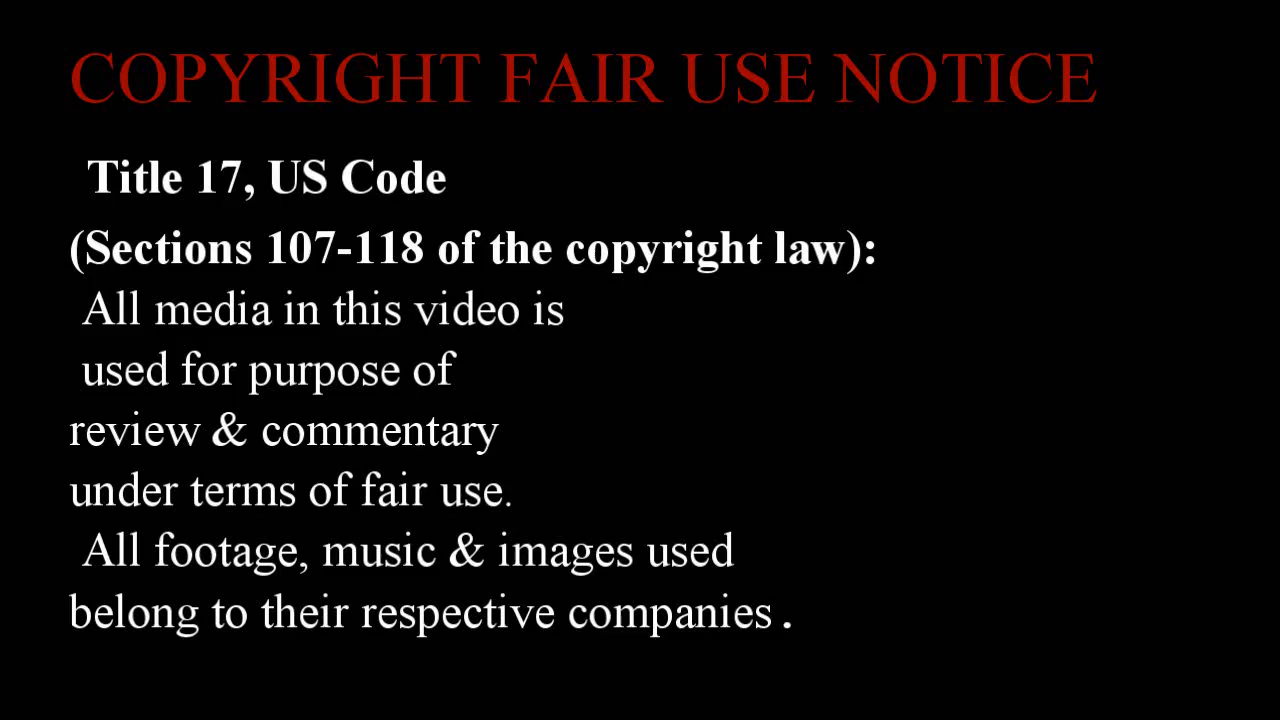 COPYRIGHT FAIR USE NOTICE
Title 17, US Code
(Sections 107-118 of the copyright law):
All media in this video is
used for purpose of
review & commentary
under terms of fair use.
All footage, music & images used
belong to their respective companies .